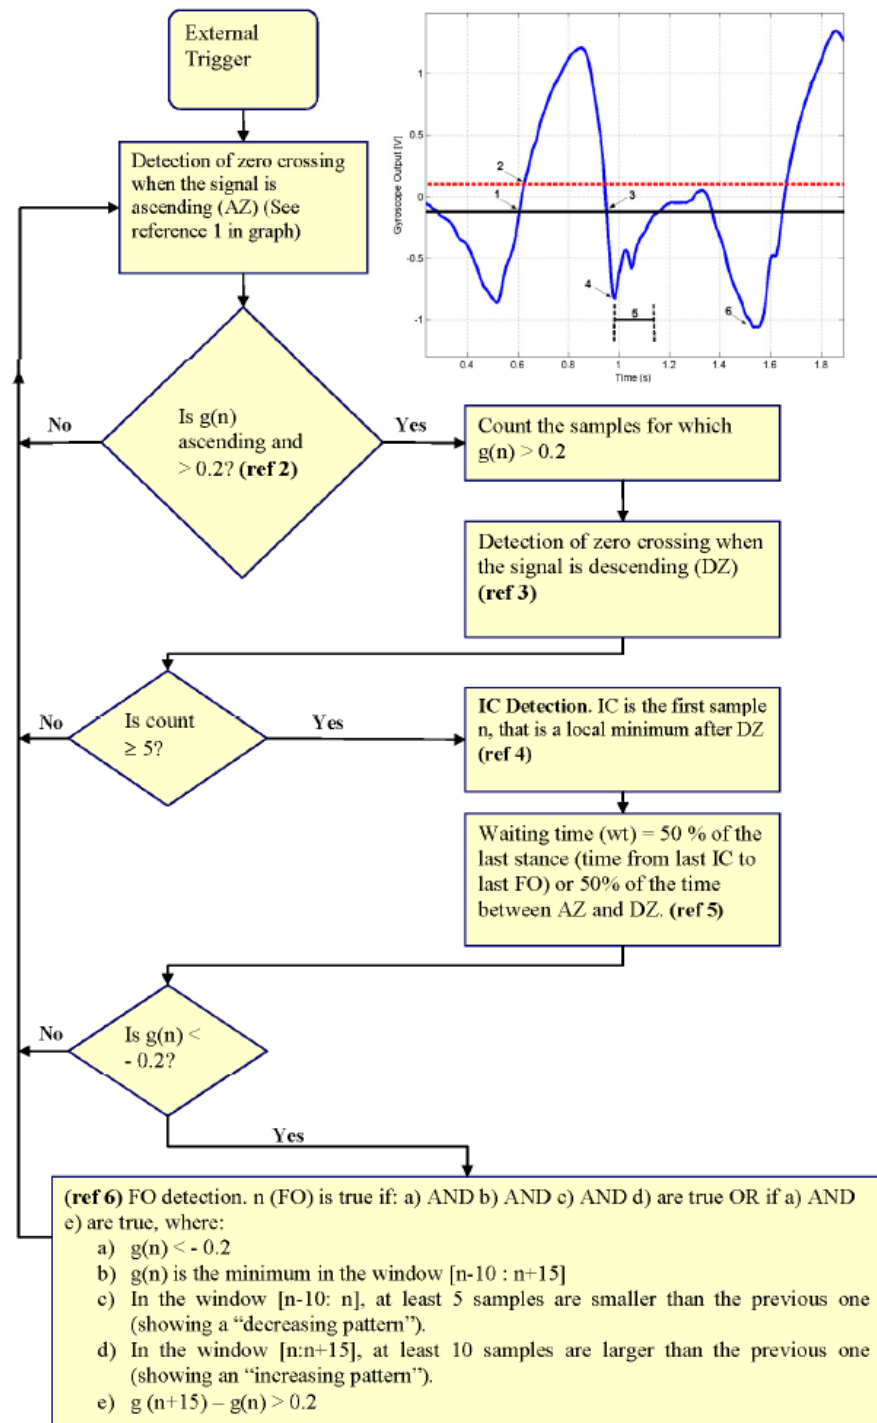 External
Trigger
Detection of zero crossing
when the signal is
ascending (AZ) (See
reference 1 in graph)
Gyroscope Output [V]
1
0.5
0
-0.5
-1
2
1
3
4
5
6
0.4
0.6
0.8
1
1.2
1.4
1.6
1.8
Time (s)
No
Is g(n)
ascending and
> 0.2? (ref 2)
Yes
Count the samples for which
g(n) > 0.2
Detection of zero crossing when
the signal is descending (DZ)
(ref 3)
No
Is count
≥ 5?
Yes
IC Detection. IC is the first sample
n, that is a local minimum after DZ
(ref 4)
Waiting time (wt) = 50 % of the
last stance (time from last IC to
last FO) or 50% of the time
between AZ and DZ. (ref 5)
No
Is g(n) <
- 0.2?
Yes
(ref 6) FO detection. n (FO) is true if: a) AND b) AND c) AND d) are true OR if a) AND
e) are true, where:
a) g(n) < - 0.2
b) g(n) is the minimum in the window [n-10 : n+15]
c) In the window [n-10: n], at least 5 samples are smaller than the previous one
(showing a “decreasing pattern”).
d) In the window [n:n+15], at least 10 samples are larger than the previous one
(showing an “increasing pattern”).
e) g (n+15) – g(n) > 0.2